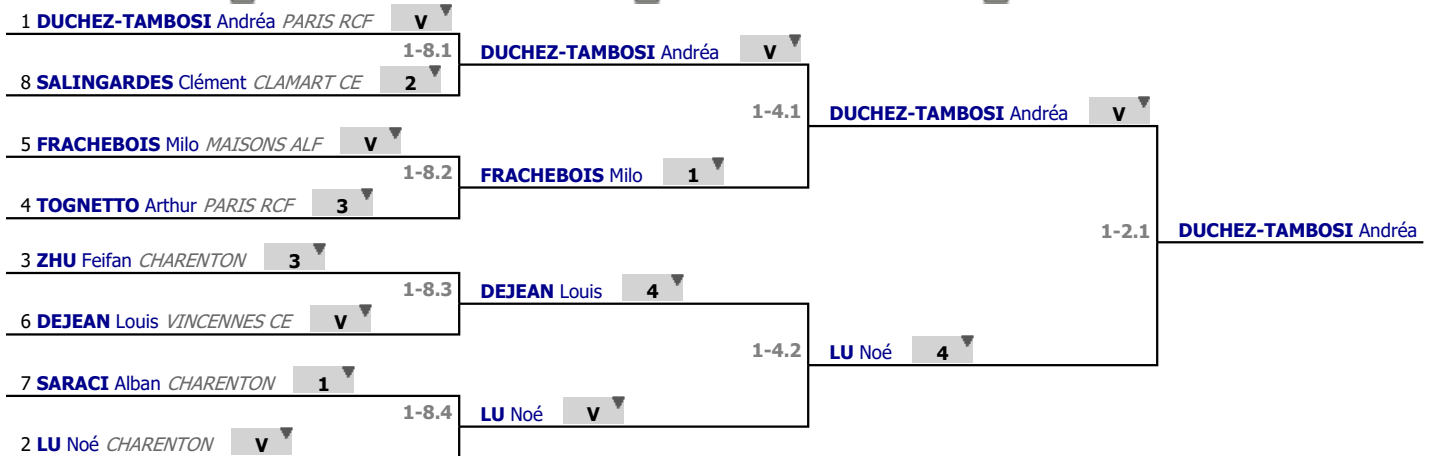 1 DUCHEZ-TAMBOSI Andréa PARIS RCF V
1-8.1
DUCHEZ-TAMBOSI Andréa V
8 SALINGARDES Clément CLAMART CE 2
1-4.1
DUCHEZ-TAMBOSI Andréa V
5 FRACHEBOIS Milo MAISONS ALF V
1-8.2
FRACHEBOIS Milo 1
4 TOGNETTO Arthur PARIS RCF 3
1-2.1
DUCHEZ-TAMBOSI Andréa
3 ZHU Feifan CHARENTON 3
1-8.3
DEJEAN Louis 4
6 DEJEAN Louis VINCENNES CE V
1-4.2
LU Noé 4
7 SARACI Alban CHARENTON 1
1-8.4
LU Noé V
2 LU Noé CHARENTON V